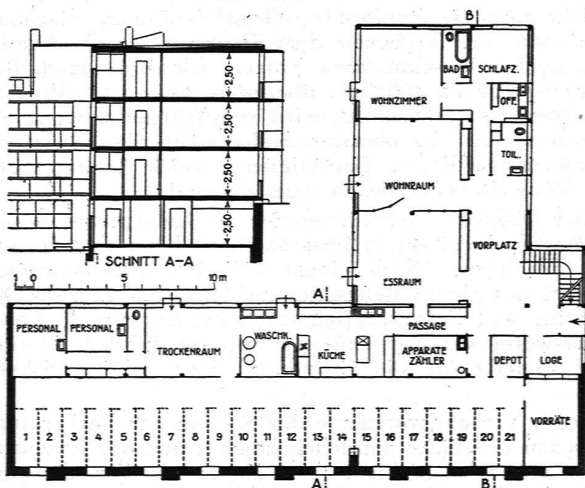 B
BAD
SCHLAFZ.
WOHNZIMMER
OFF.
TOIL.
WOHNRAUM
VORPLATZ
ESSRAUM
2,50
2,50
2,50
2,50
SCHNITT A-A
0 5 10 m
A
PERSONAL PERSONAL
TROCKENRAUM
WASCHK.
KÜCHE
PASSAGE
APPARATE
ZÄHLER
DEPOT
LOGE
VORRÄTE
1 2 3 4 5 6 7 8 9 10 11 12 13 14 15 16 17 18 19 20 21
A
B